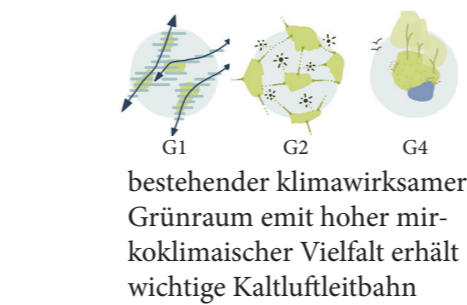 G1 G2 G4
bestehender klimawirksamer
Grünraum emit hoher mir-
koklimaischer Vielfalt erhält
wichtige Kaltluftleitbahn